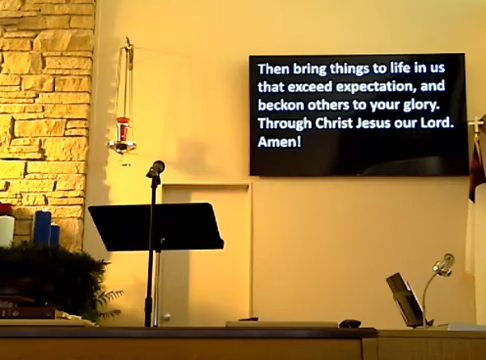 Then bring things to life in us
that exceed expectation, and
beckon others to your glory.
Through Christ Jesus our Lord.
Amen!